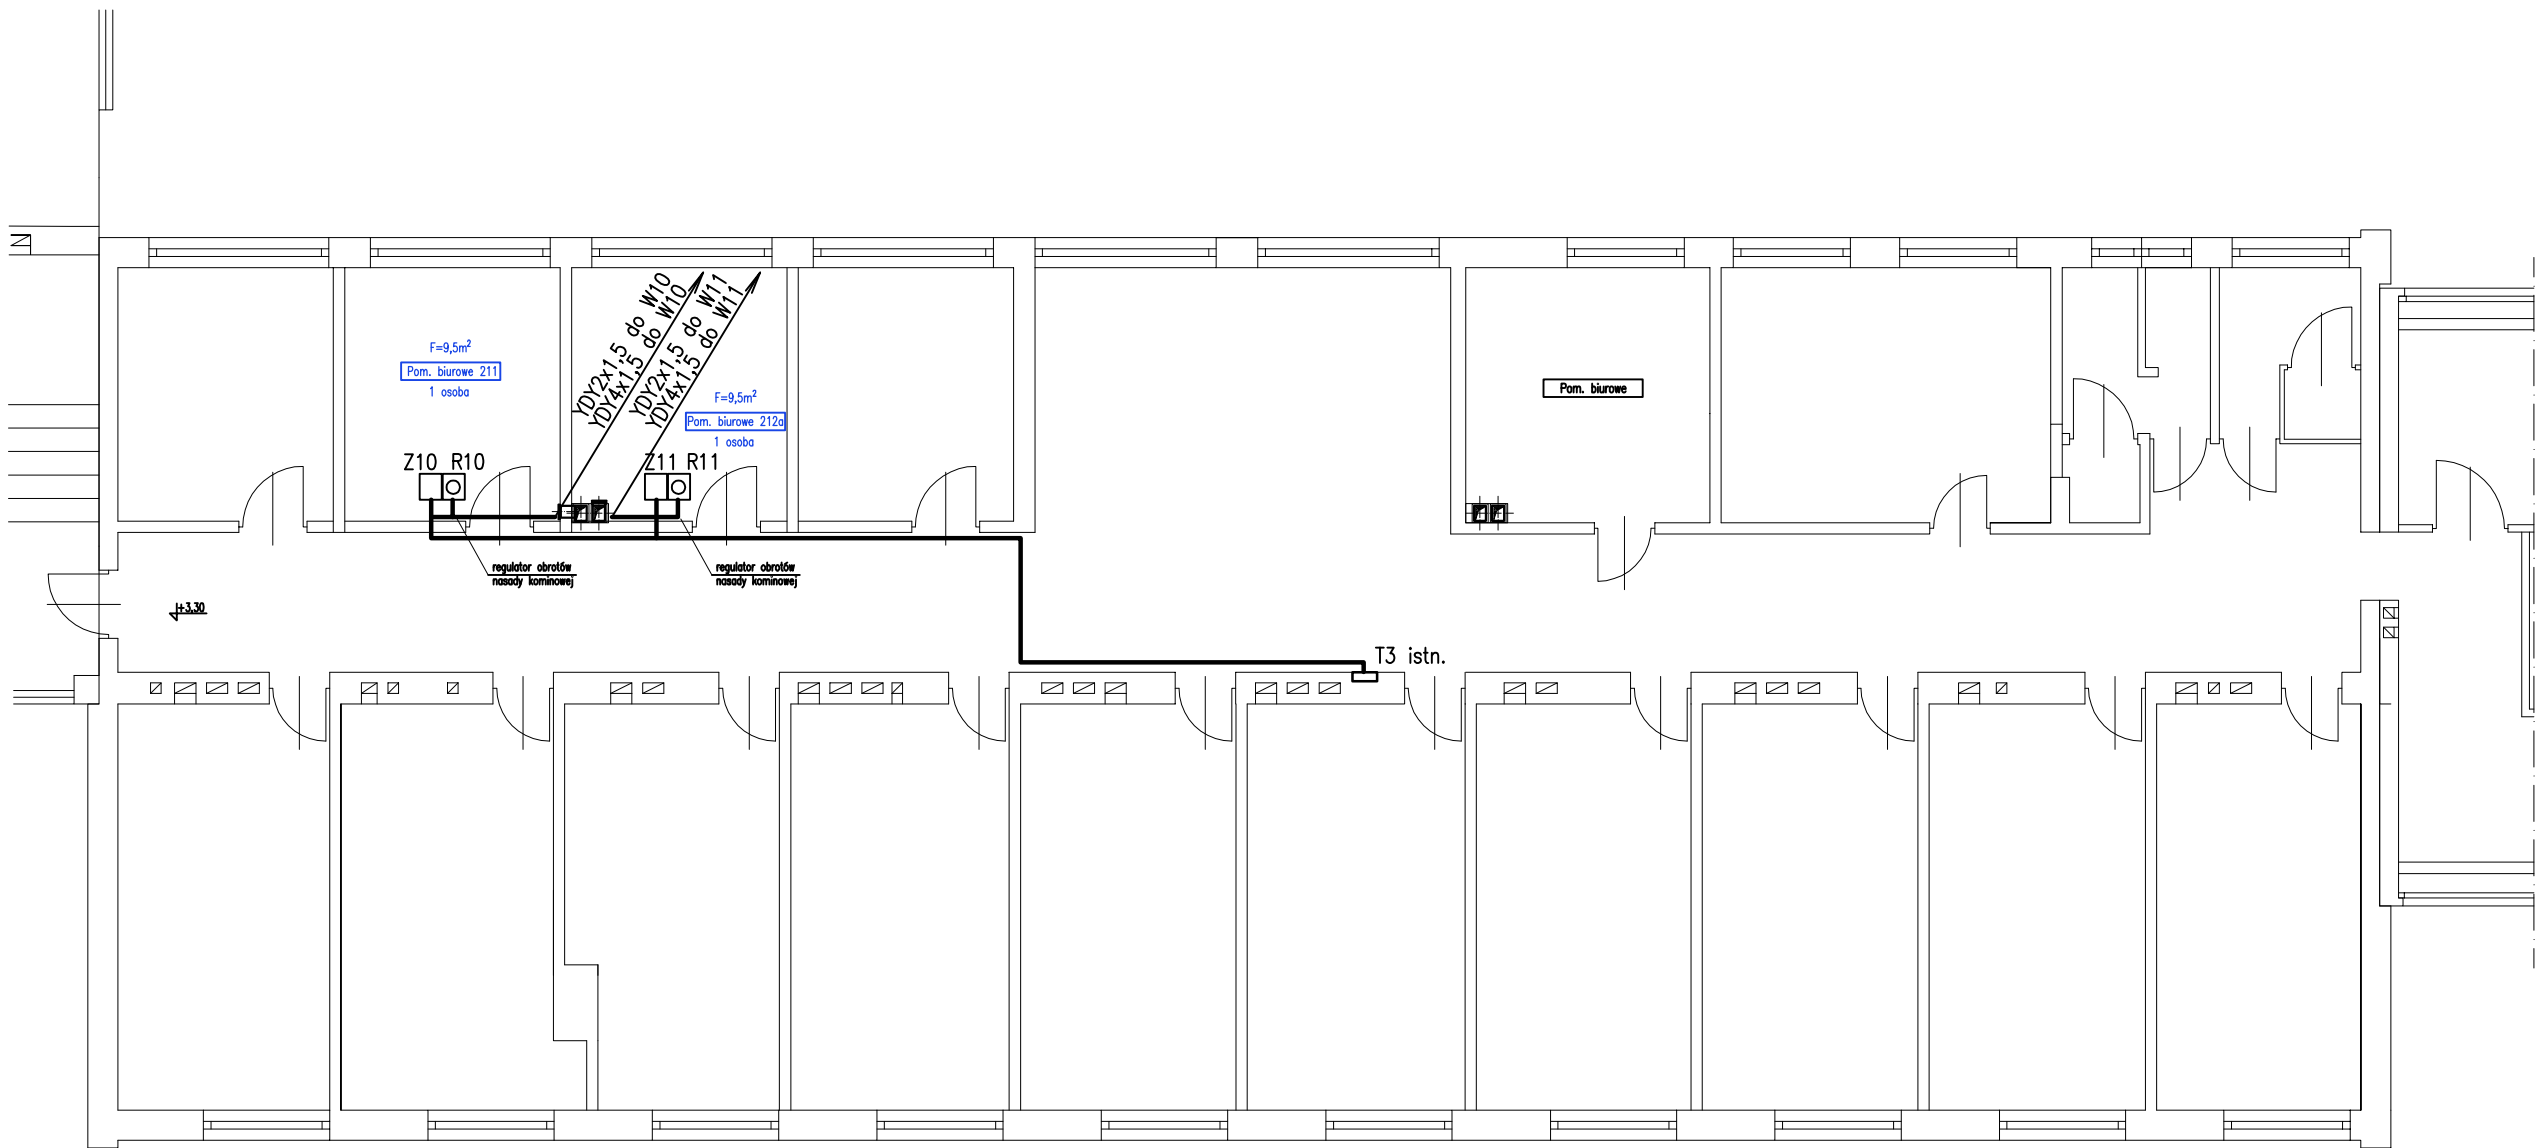 YDY2x1,5 do W10
YDY4x1,5 do W10
YDY2x1,5 do W11
YDY4x1,5 do W11
F=9,5m²
Pom. biurowe 211
1 osoba
F=9,5m²
Pom. biurowe 212a
1 osoba
Pom. biurowe
Z10 R10
Z11 R11
regulator obrotów
nasady kominowej
regulator obrotów
nasady kominowej
+3,30
T3 istn.